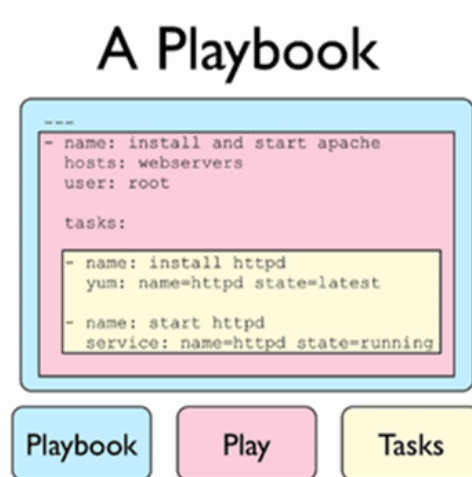 A Playbook
---
- name: install and start apache
  hosts: webservers
  user: root
  tasks:
  - name: install httpd
    yum: name=httpd state=latest
  - name: start httpd
    service: name=httpd state=running
Playbook
Play
Tasks